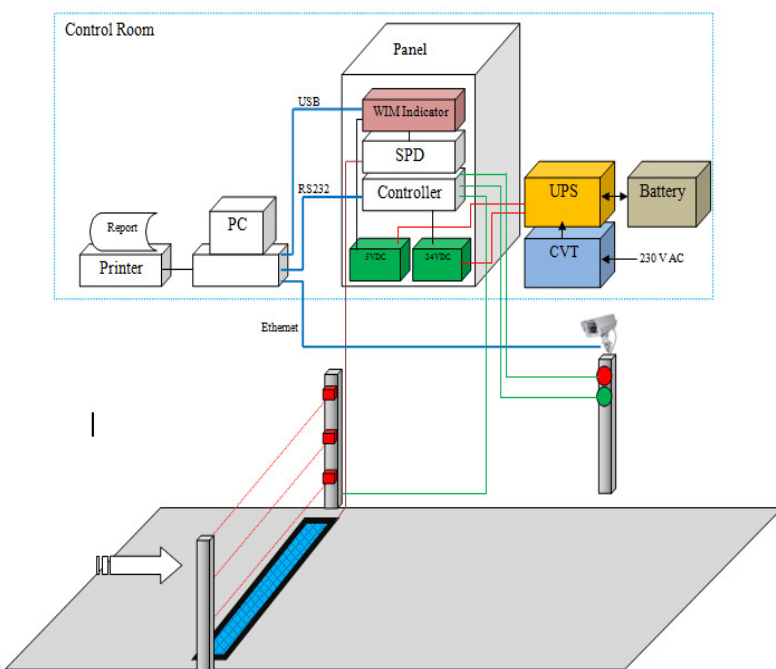 Control Room
Panel
USB
WIM Indicator
SPD
RS232
Controller
UPS
Battery
Report
PC
Printer
5VDC
24VDC
CVT
230 V AC
Ethernet